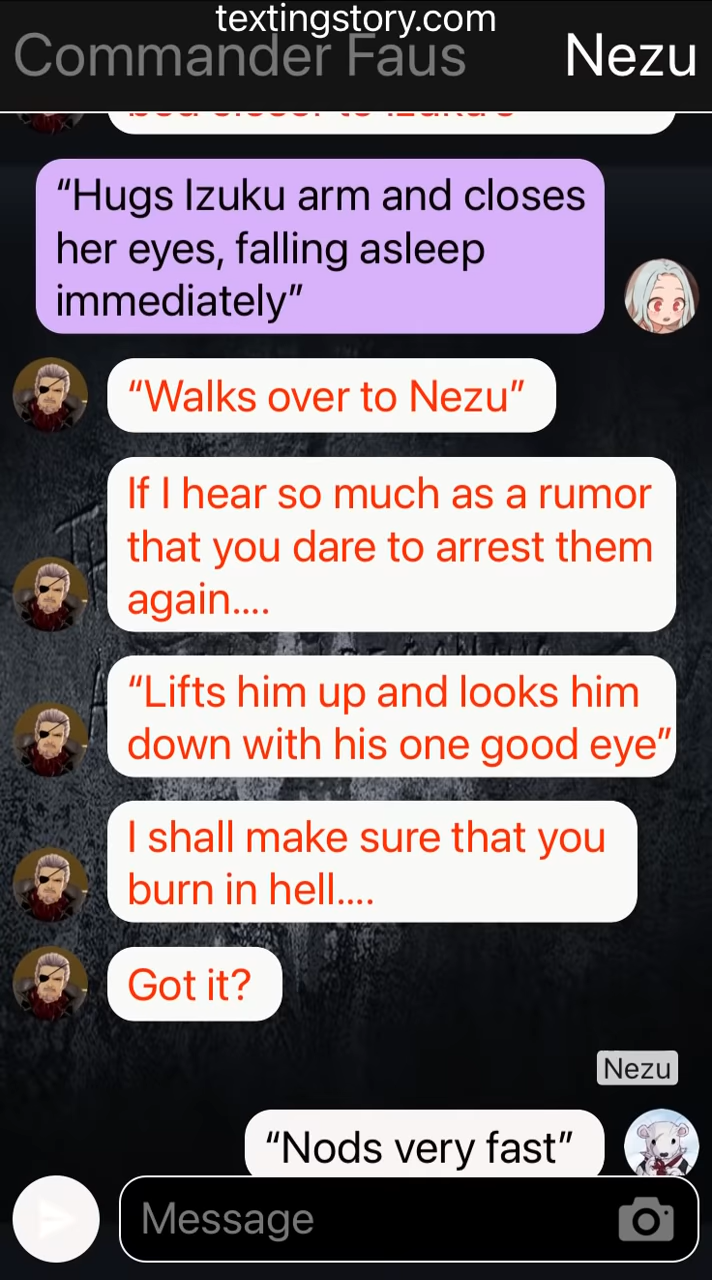 textingstory.com
Commander Faus Nezu
“Hugs Izuku arm and closes
her eyes, falling asleep
immediately”
“Walks over to Nezu”
If I hear so much as a rumor
that you dare to arrest them
again....
“Lifts him up and looks him
down with his one good eye”
I shall make sure that you
burn in hell....
Got it?
Nezu
“Nods very fast”
Message